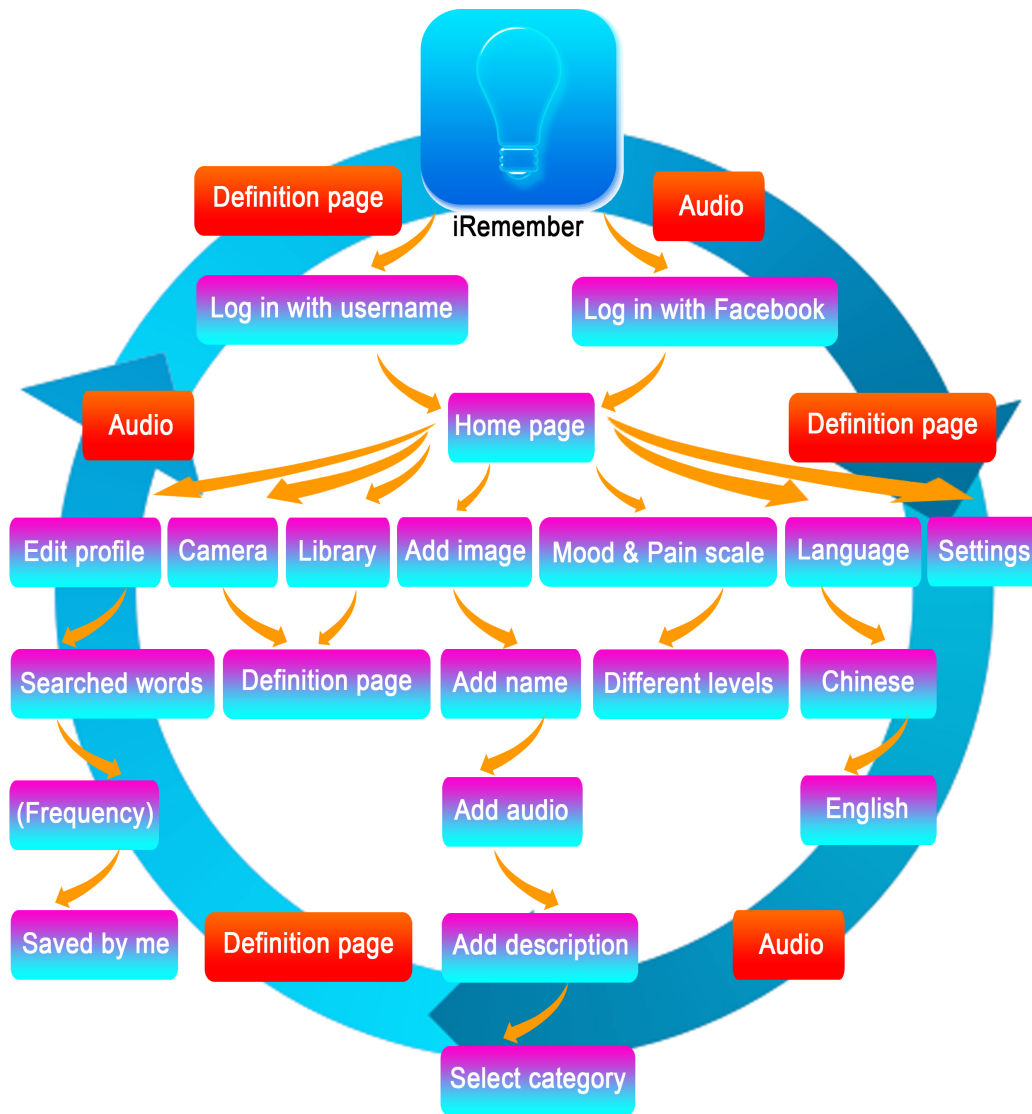 Definition page
Audio
iRemember
Log in with username
Log in with Facebook
Audio
Home page
Definition page
Edit profile
Camera
Library
Add image
Mood & Pain scale
Language
Settings
Searched words
Definition page
Add name
Different levels
Chinese
(Frequency)
Add audio
English
Saved by me
Definition page
Add description
Audio
Select category